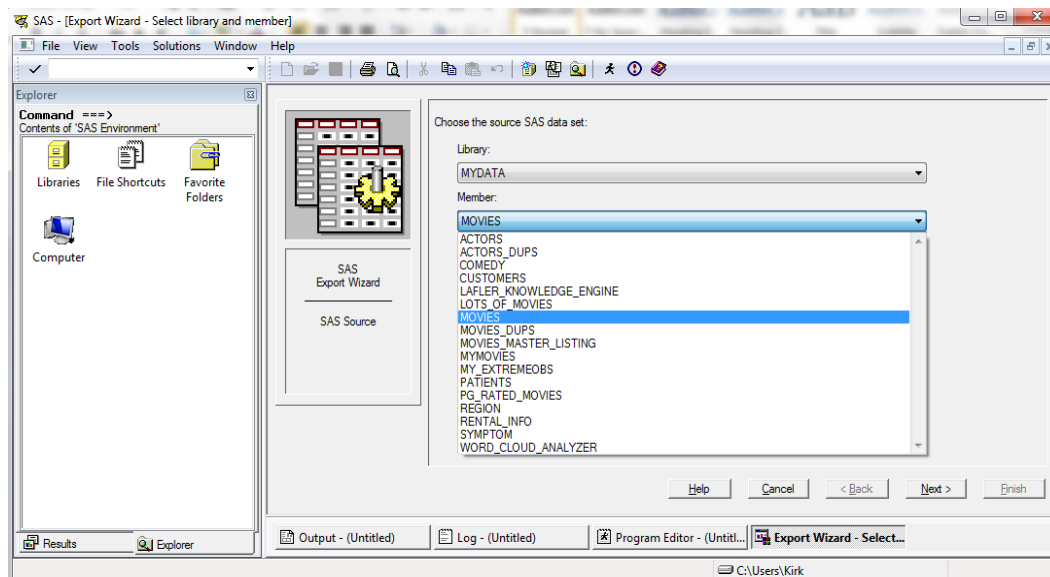 SAS - [Export Wizard - Select library and member]
File View Tools Solutions Window Help
Explorer
Command ===>
Contents of 'SAS Environment'
Libraries
File Shortcuts
Favorite
Folders
Computer
SAS
Export Wizard
SAS Source
Choose the source SAS data set:
Library:
MYDATA
Member:
MOVIES
ACTORS
ACTORS_DUPS
COMEDY
CUSTOMERS
LAFLER_KNOWLEDGE_ENGINE
LOTS_OF_MOVIES
MOVIES
MOVIES_DUPS
MOVIES_MASTER_LISTING
MYMOVIES
MY_EXTREMEOBS
PATIENTS
PG_RATED_MOVIES
REGION
RENTAL_INFO
SYMPTOM
WORD_CLOUD_ANALYZER
Help Cancel < Back Next > Finish
Results Explorer
Output - (Untitled) Log - (Untitled) Program Editor - (Untitl... Export Wizard - Select...
C:\Users\Kirk